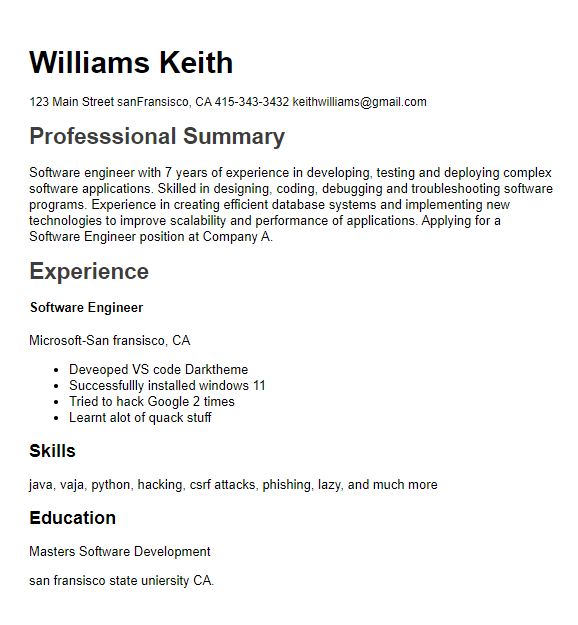 Williams Keith
123 Main Street sanFransisco, CA 415-343-3432 keithwilliams@gmail.com
Professsional Summary
Software engineer with 7 years of experience in developing, testing and deploying complex
software applications. Skilled in designing, coding, debugging and troubleshooting software
programs. Experience in creating efficient database systems and implementing new
technologies to improve scalability and performance of applications. Applying for a
Software Engineer position at Company A.
Experience
Software Engineer
Microsoft-San fransisco, CA
• Deveoped VS code Darktheme
• Successfullly installed windows 11
• Tried to hack Google 2 times
• Learnt alot of quack stuff
Skills
java, vaja, python, hacking, csrf attacks, phishing, lazy, and much more
Education
Masters Software Development
san fransisco state uniersity CA.